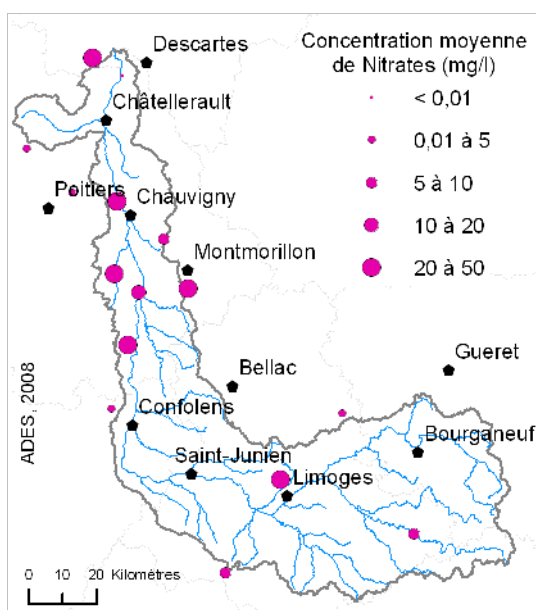 Descartes
Concentration moyenne
de Nitrates (mg/l)
< 0,01
0,01 à 5
5 à 10
10 à 20
20 à 50
Châtellerault
Poitiers
Chauvigny
Montmorillon
Gueret
Bellac
Confolens
Bourganeuf
Saint-Junien
Limoges
ADES, 2008
0 10 20 Kilomètres